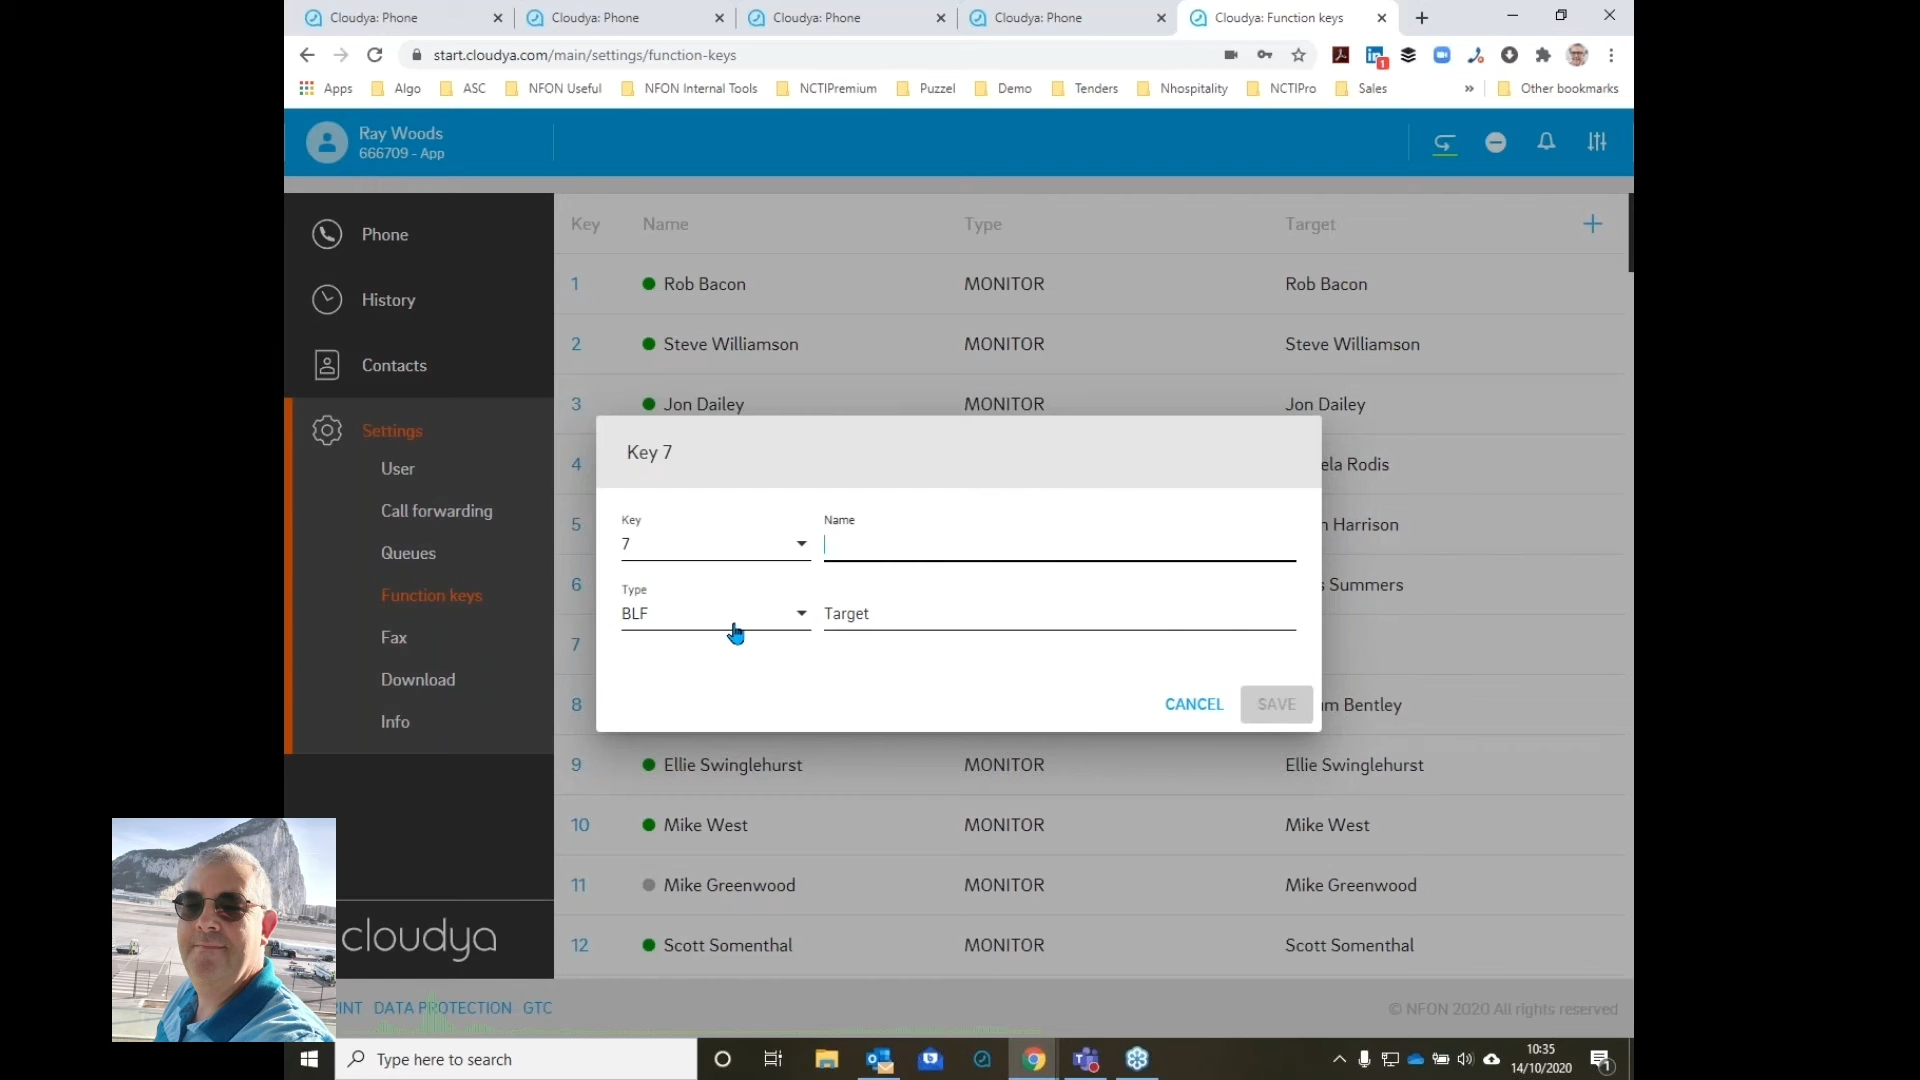 Cloudya: Phone
Cloudya: Phone
Cloudya: Phone
Cloudya: Phone
Cloudya: Function keys
start.cloudya.com/main/settings/function-keys
1
Apps
Algo
ASC
NFON Useful
NFON Internal Tools
NCTIPremium
Puzzel
Demo
Tenders
Nhospitality
NCTIPro
Sales
»
Other bookmarks
Ray Woods
666709 - App
Phone
History
Contacts
Settings
User
Call forwarding
Queues
Function keys
Fax
Download
Info
cloudya
Key Name Type Target
1 Rob Bacon MONITOR Rob Bacon
2 Steve Williamson MONITOR Steve Williamson
3 Jon Dailey MONITOR Jon Dailey
4 ela Rodis
5 Harrison
6 Summers
7
8 m Bentley
9 Ellie Swinglehurst MONITOR Ellie Swinglehurst
10 Mike West MONITOR Mike West
11 Mike Greenwood MONITOR Mike Greenwood
12 Scott Somenthal MONITOR Scott Somenthal
Key 7
Key
7
Name
Type
BLF
Target
CANCEL
SAVE
INT DATA PROTECTION GTC
© NFON 2020 All rights reserved
Type here to search
10:35
14/10/2020
1